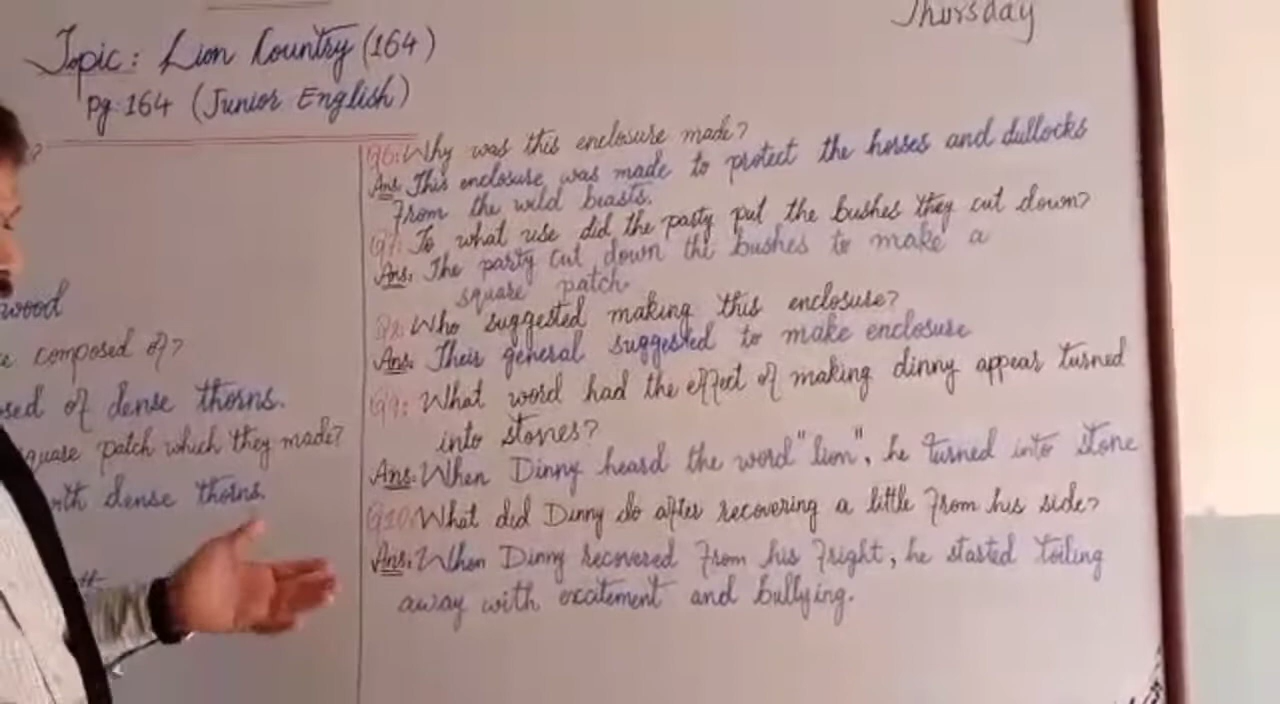 Thursday
Topic: Lion Country (164)
Pg: 164 (Junior English)
?
wood
e composed of?
sed of dense thorns.
quare patch which they made?
nth dense thorns.
Q6: Why was this enclosure made?
Ans. This enclosure was made to protect the horses and dullocks
from the wild beasts.
Q7: To what use did the party put the bushes they cut down?
Ans. The party cut down the bushes to make a
square patch.
Q8: Who suggested making this enclosure?
Ans. Their general suggested to make enclosure
Q9: What word had the effect of making dinny appear turned
into stones?
Ans. When Dinny heard the word "lion", he turned into stone
Q10: What did Dinny do after recovering a little from his side?
Ans. When Dinny recovered from his fright, he started toiling
away with excitement and bullying.